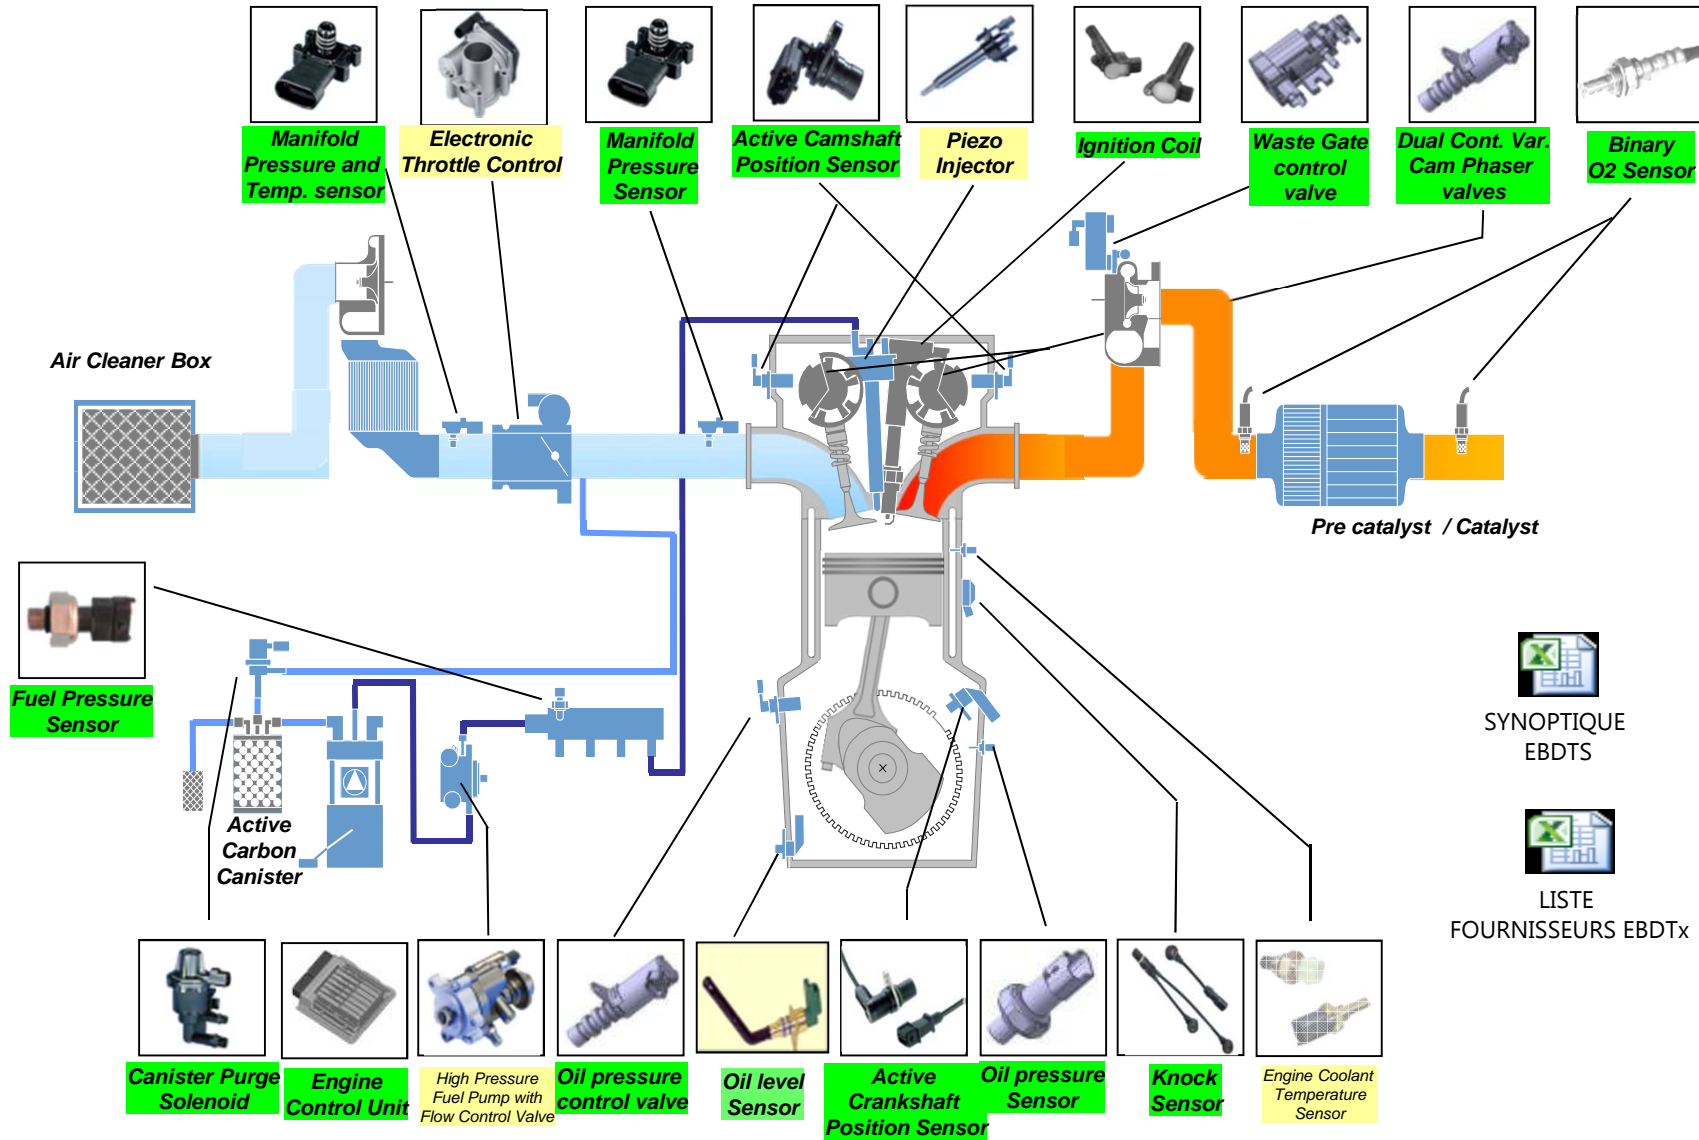 Manifold
Pressure and
Temp. sensor
Electronic
Throttle Control
Manifold
Pressure
Sensor
Active Camshaft
Position Sensor
Piezo
Injector
Ignition Coil
Waste Gate
control
valve
Dual Cont. Var.
Cam Phaser
valves
Binary
O2 Sensor
Air Cleaner Box
Pre catalyst / Catalyst
Fuel Pressure
Sensor
SYNOPTIQUE
EBDTS
Active
Carbon
Canister
LISTE
FOURNISSEURS EBDTx
Canister Purge
Solenoid
Engine
Control Unit
High Pressure
Fuel Pump with
Flow Control Valve
Oil pressure
control valve
Oil level
Sensor
Active
Crankshaft
Position Sensor
Oil pressure
Sensor
Knock
Sensor
Engine Coolant
Temperature
Sensor